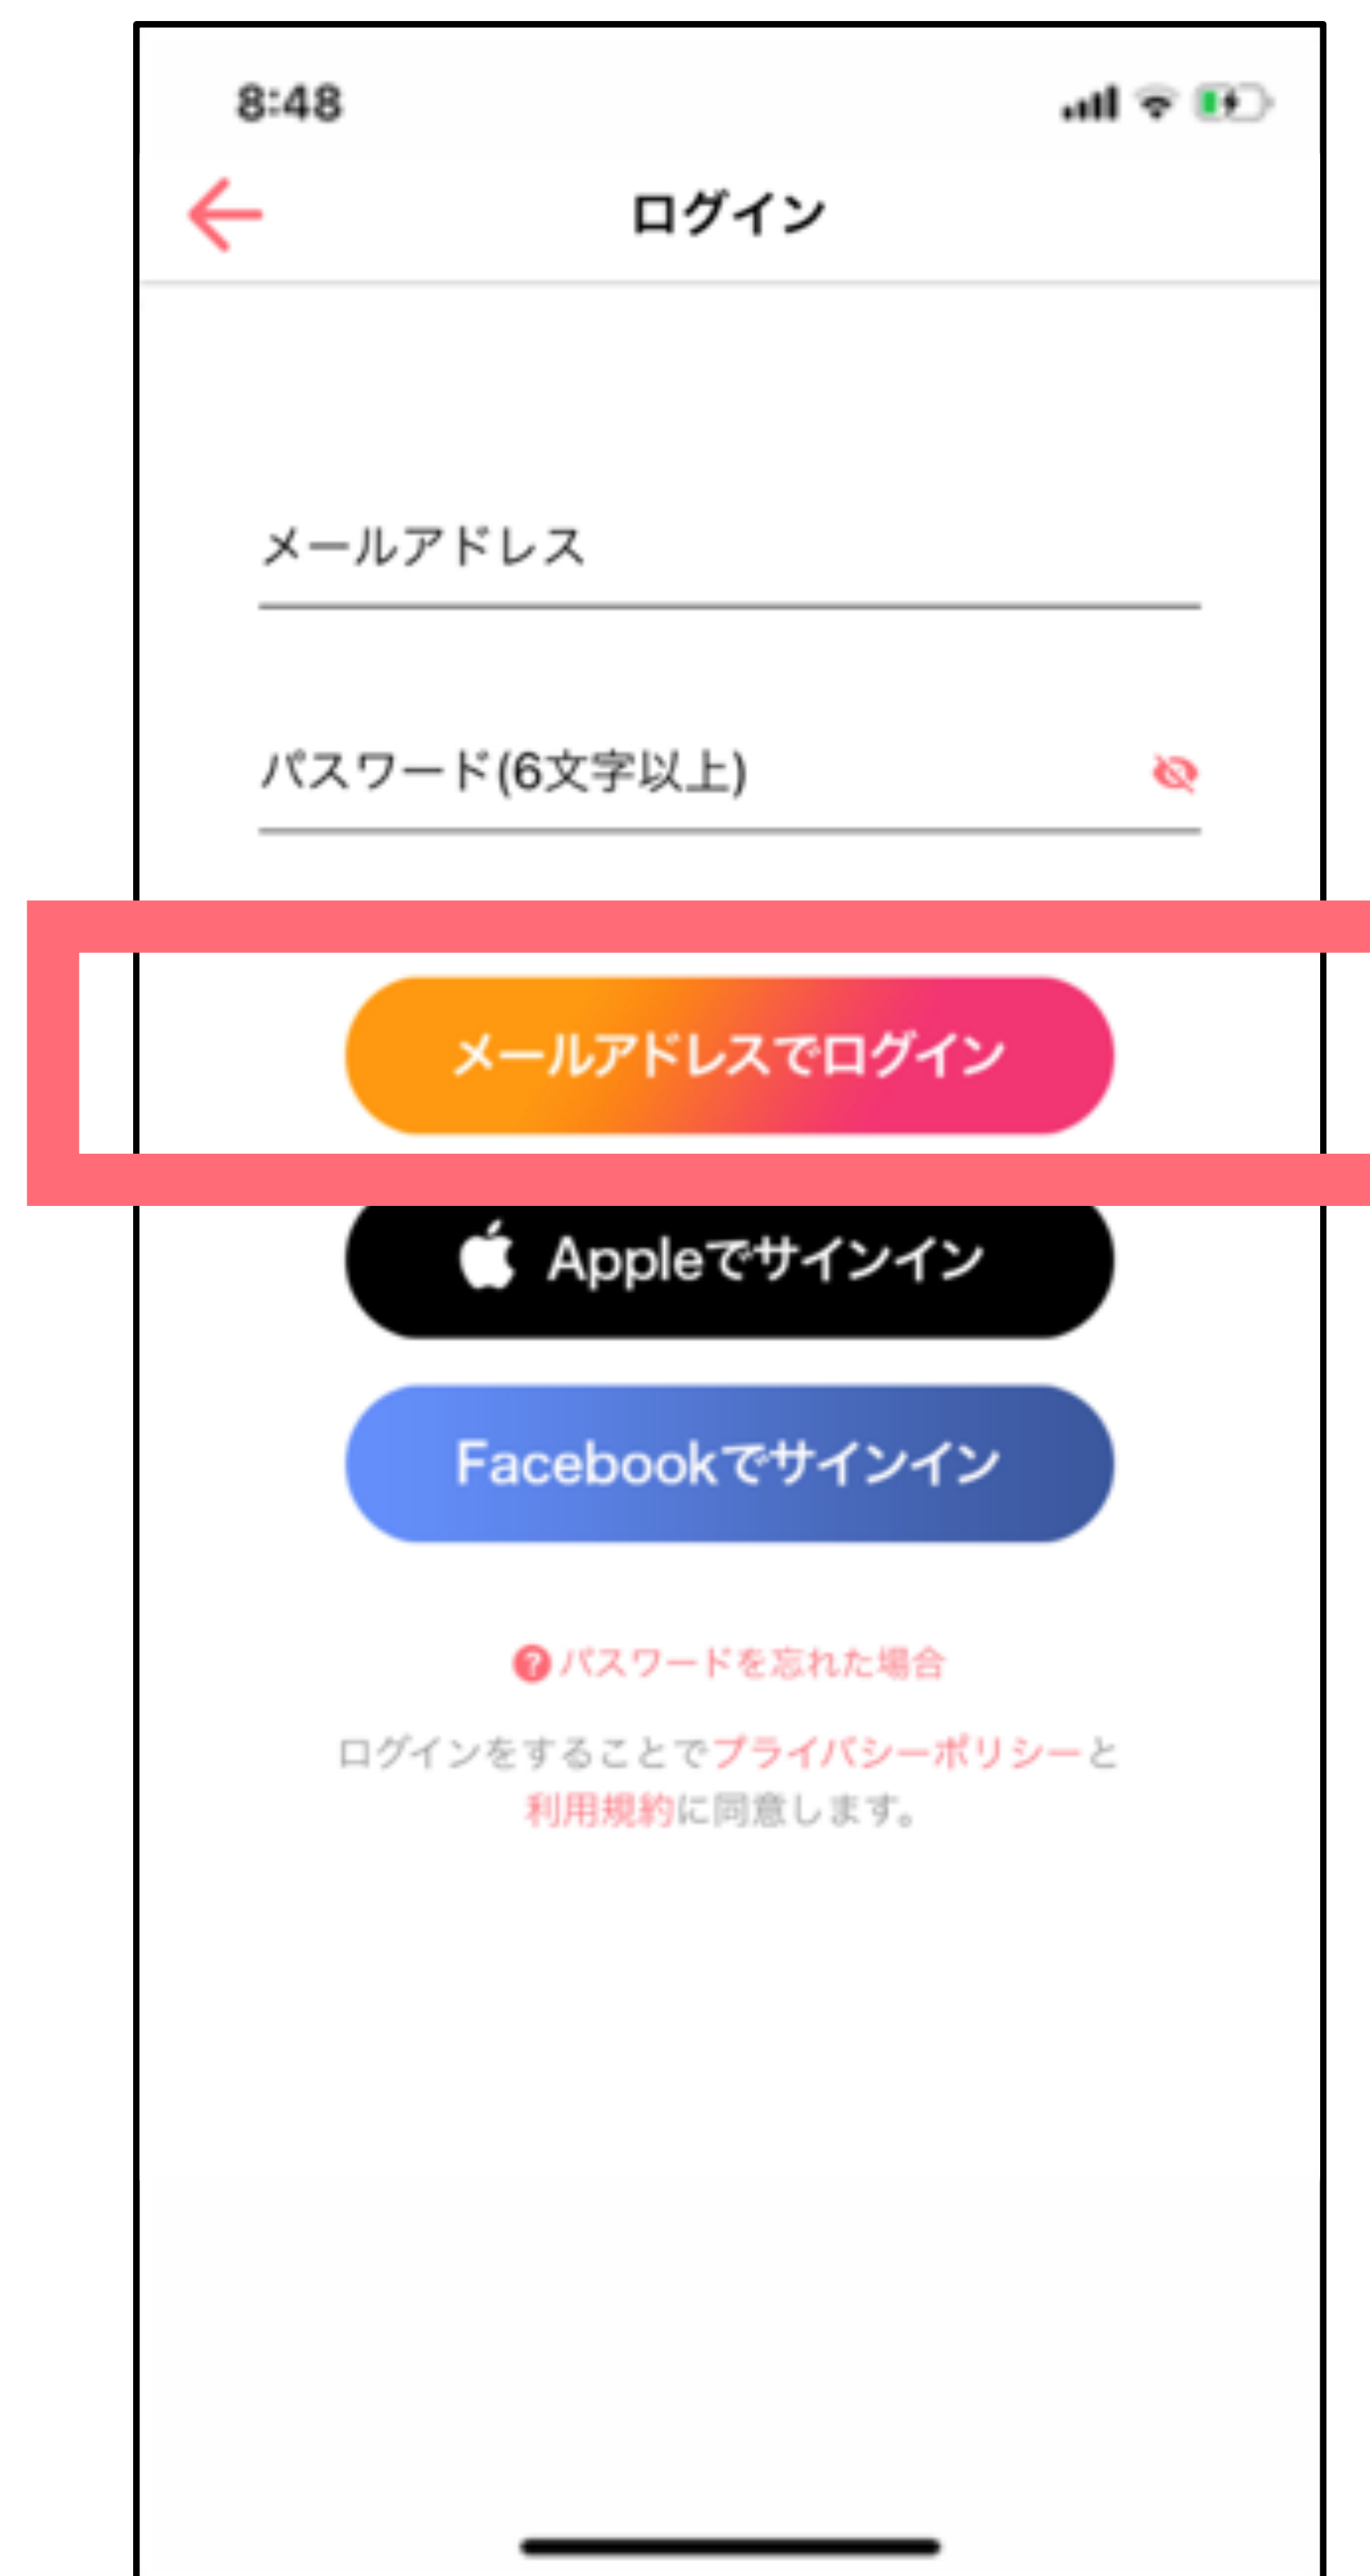 8:48
ログイン
メールアドレス
パスワード(6文字以上)
メールアドレスでログイン
Appleでサインイン
Facebookでサインイン
?パスワードを忘れた場合
ログインをすることでプライバシーポリシーと
利用規約に同意します。